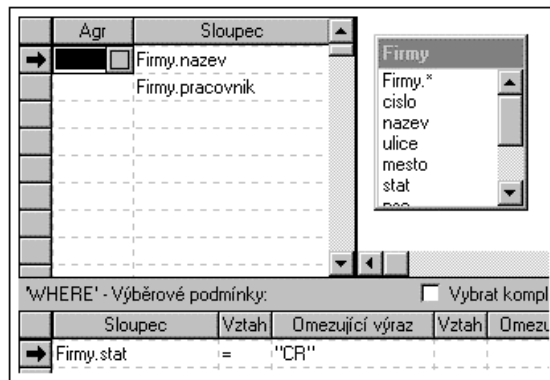 Agr Sloupec
Firmy.nazev
Firmy.pracovnik
Firmy
Firmy.*
cislo
nazev
ulice
mesto
stat
'WHERE' - Výběrové podmínky:
Vybrat kompl
Sloupec Vztah Omezující výraz Vztah Omezu
Firmy.stat = "CR"